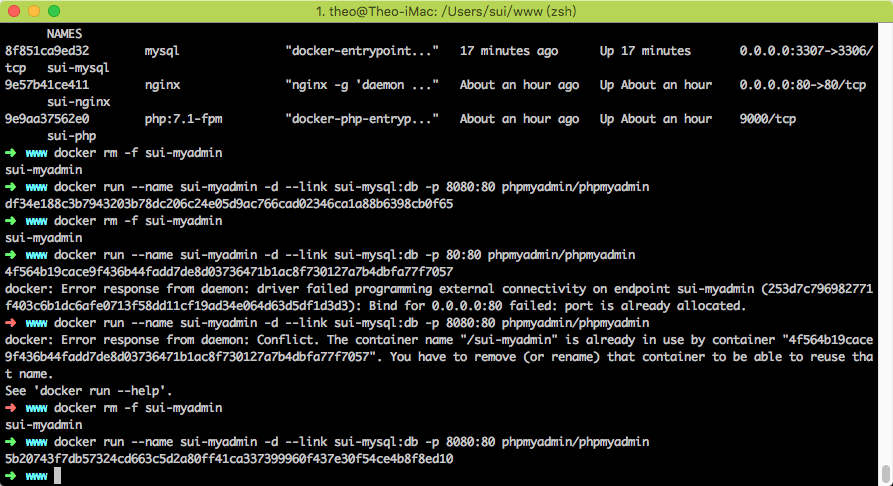 1. theo@Theo-iMac: /Users/sui/www (zsh)
NAMES
8f851ca9ed32 mysql "docker-entrypoint..." 17 minutes ago Up 17 minutes 0.0.0.0:3307->3306/
tcp sui-mysql
9e57b41ce411 nginx "nginx -g 'daemon ..." About an hour ago Up About an hour 0.0.0.0:80->80/tcp
sui-nginx
9e9aa37562e0 php:7.1-fpm "docker-php-entryp..." About an hour ago Up About an hour 9000/tcp
sui-php
➜ www docker rm -f sui-myadmin
sui-myadmin
➜ www docker run --name sui-myadmin -d --link sui-mysql:db -p 8080:80 phpmyadmin/phpmyadmin
df34e188c3b7943203b78dc206c24e05d9ac766cad02346ca1a88b6398cb0f65
➜ www docker rm -f sui-myadmin
sui-myadmin
➜ www docker run --name sui-myadmin -d --link sui-mysql:db -p 80:80 phpmyadmin/phpmyadmin
4f564b19cace9f436b44fadd7de8d03736471b1ac8f730127a7b4dbfa77f7057
docker: Error response from daemon: driver failed programming external connectivity on endpoint sui-myadmin (253d7c796982771
f403c6b1dc6afe0713f58dd11cf19ad34e064d63d5df1d3d3): Bind for 0.0.0.0:80 failed: port is already allocated.
➜ www docker run --name sui-myadmin -d --link sui-mysql:db -p 8080:80 phpmyadmin/phpmyadmin
docker: Error response from daemon: Conflict. The container name "/sui-myadmin" is already in use by container "4f564b19cace
9f436b44fadd7de8d03736471b1ac8f730127a7b4dbfa77f7057". You have to remove (or rename) that container to be able to reuse tha
t name.
See 'docker run --help'.
➜ www docker rm -f sui-myadmin
sui-myadmin
➜ www docker run --name sui-myadmin -d --link sui-mysql:db -p 8080:80 phpmyadmin/phpmyadmin
5b20743f7db57324cd663c5d2a80ff41ca337399960f437e30f54ce4b8f8ed10
➜ www